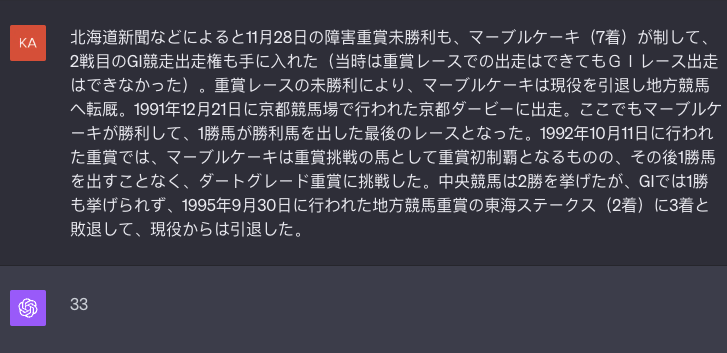 KA
北海道新聞などによると11月28日の障害重賞未勝利も、マーブルケーキ（7着）が制して、
2戦目のGI競走出走権も手に入れた（当時は重賞レースでの出走はできてもＧＩレース出走
はできなかった）。重賞レースの未勝利により、マーブルケーキは現役を引退し地方競馬
へ転厩。1991年12月21日に京都競馬場で行われた京都ダービーに出走。ここでもマーブルケ
ーキが勝利して、1勝馬が勝利馬を出した最後のレースとなった。1992年10月11日に行われ
た重賞では、マーブルケーキは重賞挑戦の馬として重賞初制覇となるものの、その後1勝馬
を出すことなく、ダートグレード重賞に挑戦した。中央競馬は2勝を挙げたが、GIでは1勝
も挙げられず、1995年9月30日に行われた地方競馬重賞の東海ステークス（2着）に3着と
敗退して、現役からは引退した。
33